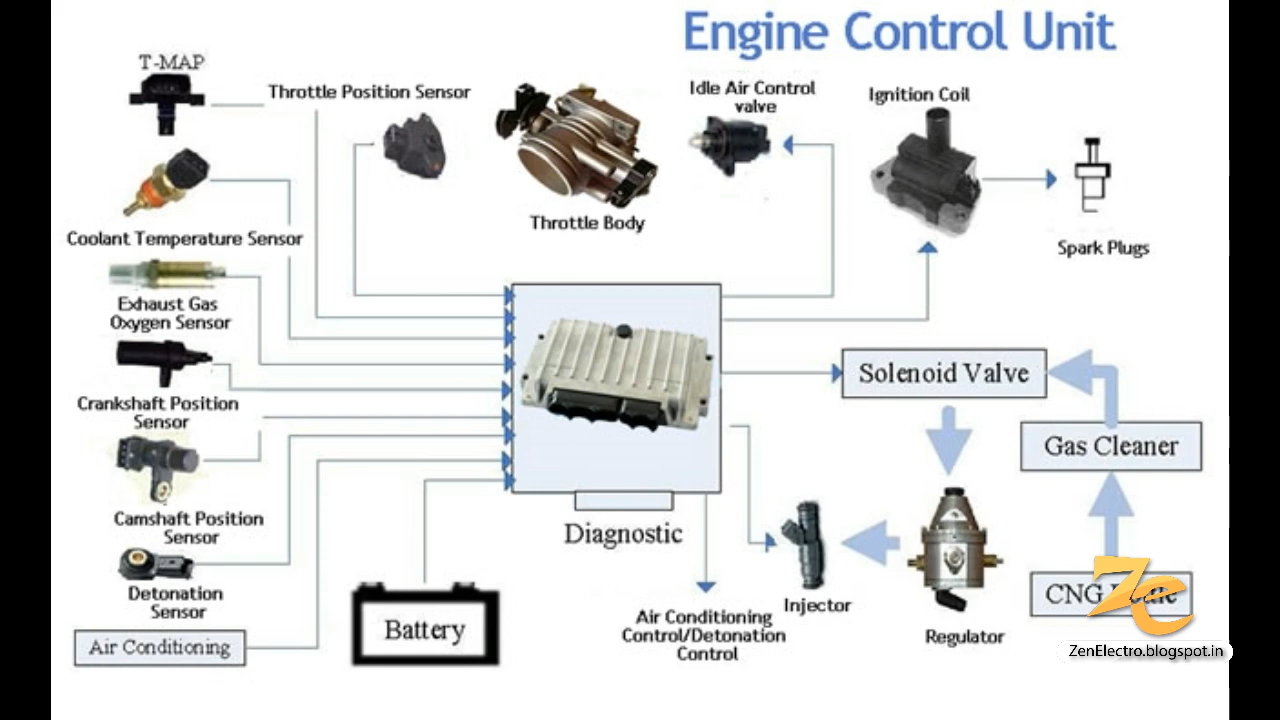 Engine Control Unit
T-MAP
Throttle Position Sensor
Idle Air Control
valve
Ignition Coil
Throttle Body
Spark Plugs
Coolant Temperature Sensor
Exhaust Gas
Oxygen Sensor
Crankshaft Position
Sensor
Camshaft Position
Sensor
Detonation
Sensor
Air Conditioning
Battery
Diagnostic
Air Conditioning
Control/Detonation
Control
Injector
Regulator
Solenoid Valve
Gas Cleaner
CNG
Ze
ZenElectro.blogspot.in